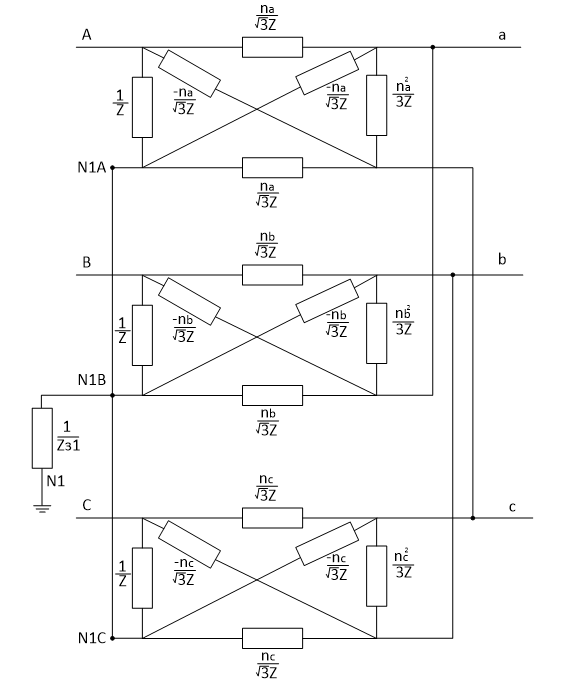 na
√3Z
A
a
1
Z
-na
√3Z
-na
√3Z
na²
3Z
N1A
na
√3Z
nb
√3Z
B
b
1
Z
-nb
√3Z
-nb
√3Z
nb²
3Z
N1B
nb
√3Z
1
Zз1
N1
nc
√3Z
C
c
1
Z
-nc
√3Z
-nc
√3Z
nc²
3Z
N1C
nc
√3Z